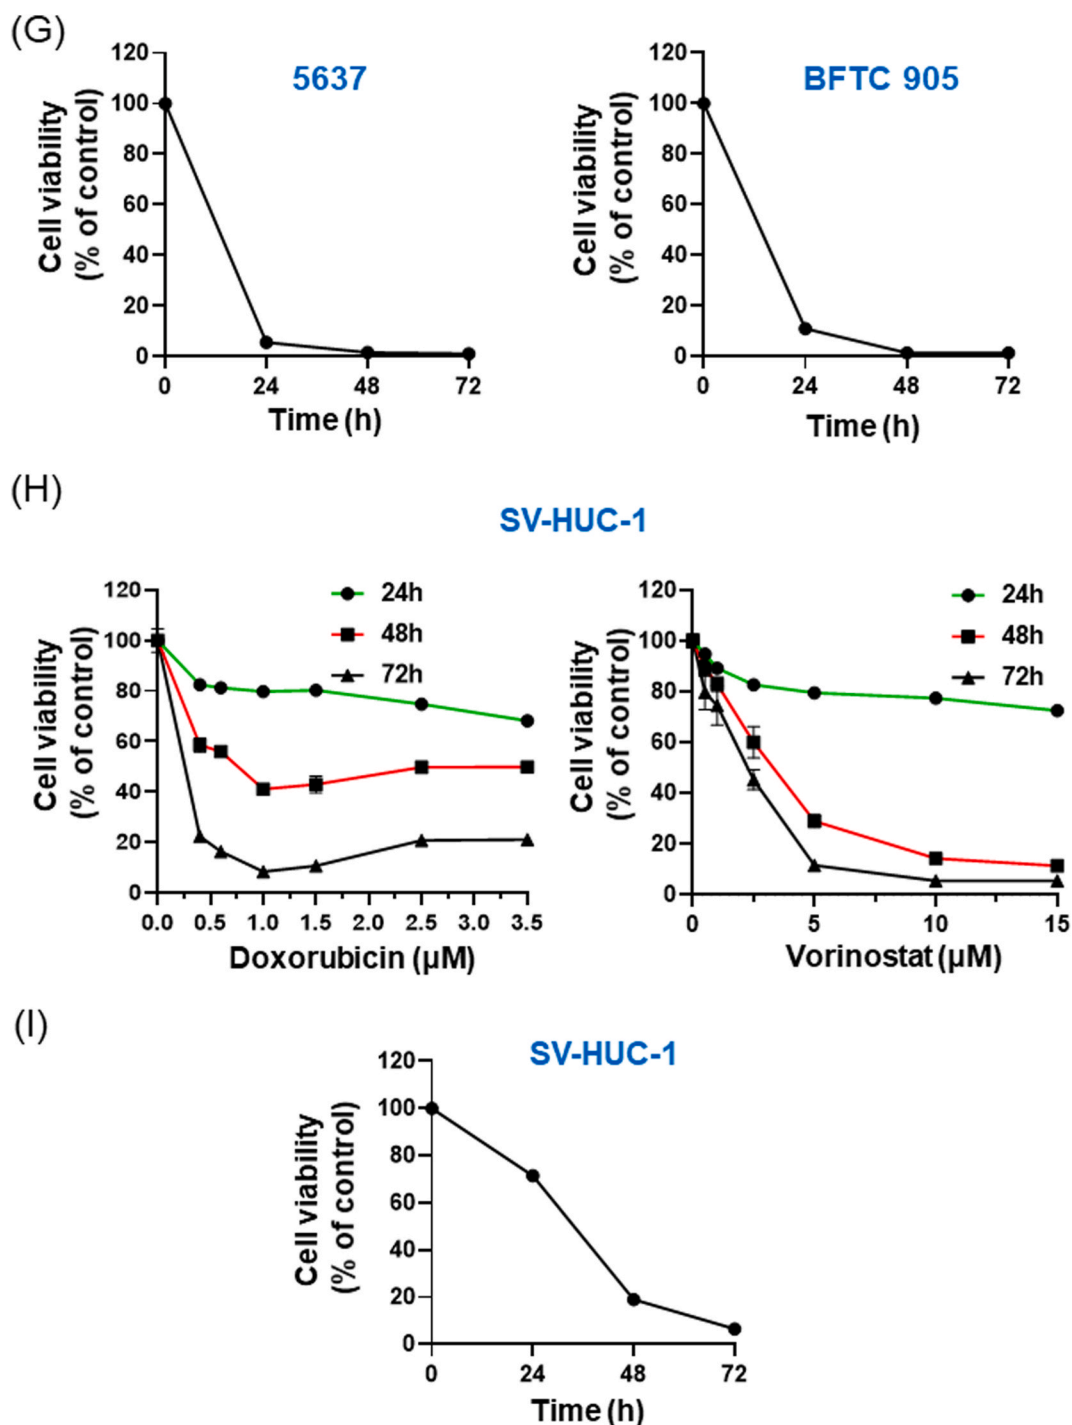 (G)
5637
BFTC 905
Cell viability
(% of control)
120
100
80
60
40
20
0
0 24 48 72
Time (h)
Cell viability
(% of control)
120
100
80
60
40
20
0
0 24 48 72
Time (h)
(H)
SV-HUC-1
Cell viability
(% of control)
120
100
80
60
40
20
0
24h
48h
72h
0.0 0.5 1.0 1.5 2.0 2.5 3.0 3.5
Doxorubicin (µM)
Cell viability
(% of control)
120
100
80
60
40
20
0
24h
48h
72h
0.0 5 10 15
Vorinostat (µM)
(I)
SV-HUC-1
Cell viability
(% of control)
120
100
80
60
40
20
0
0 24 48 72
Time (h)